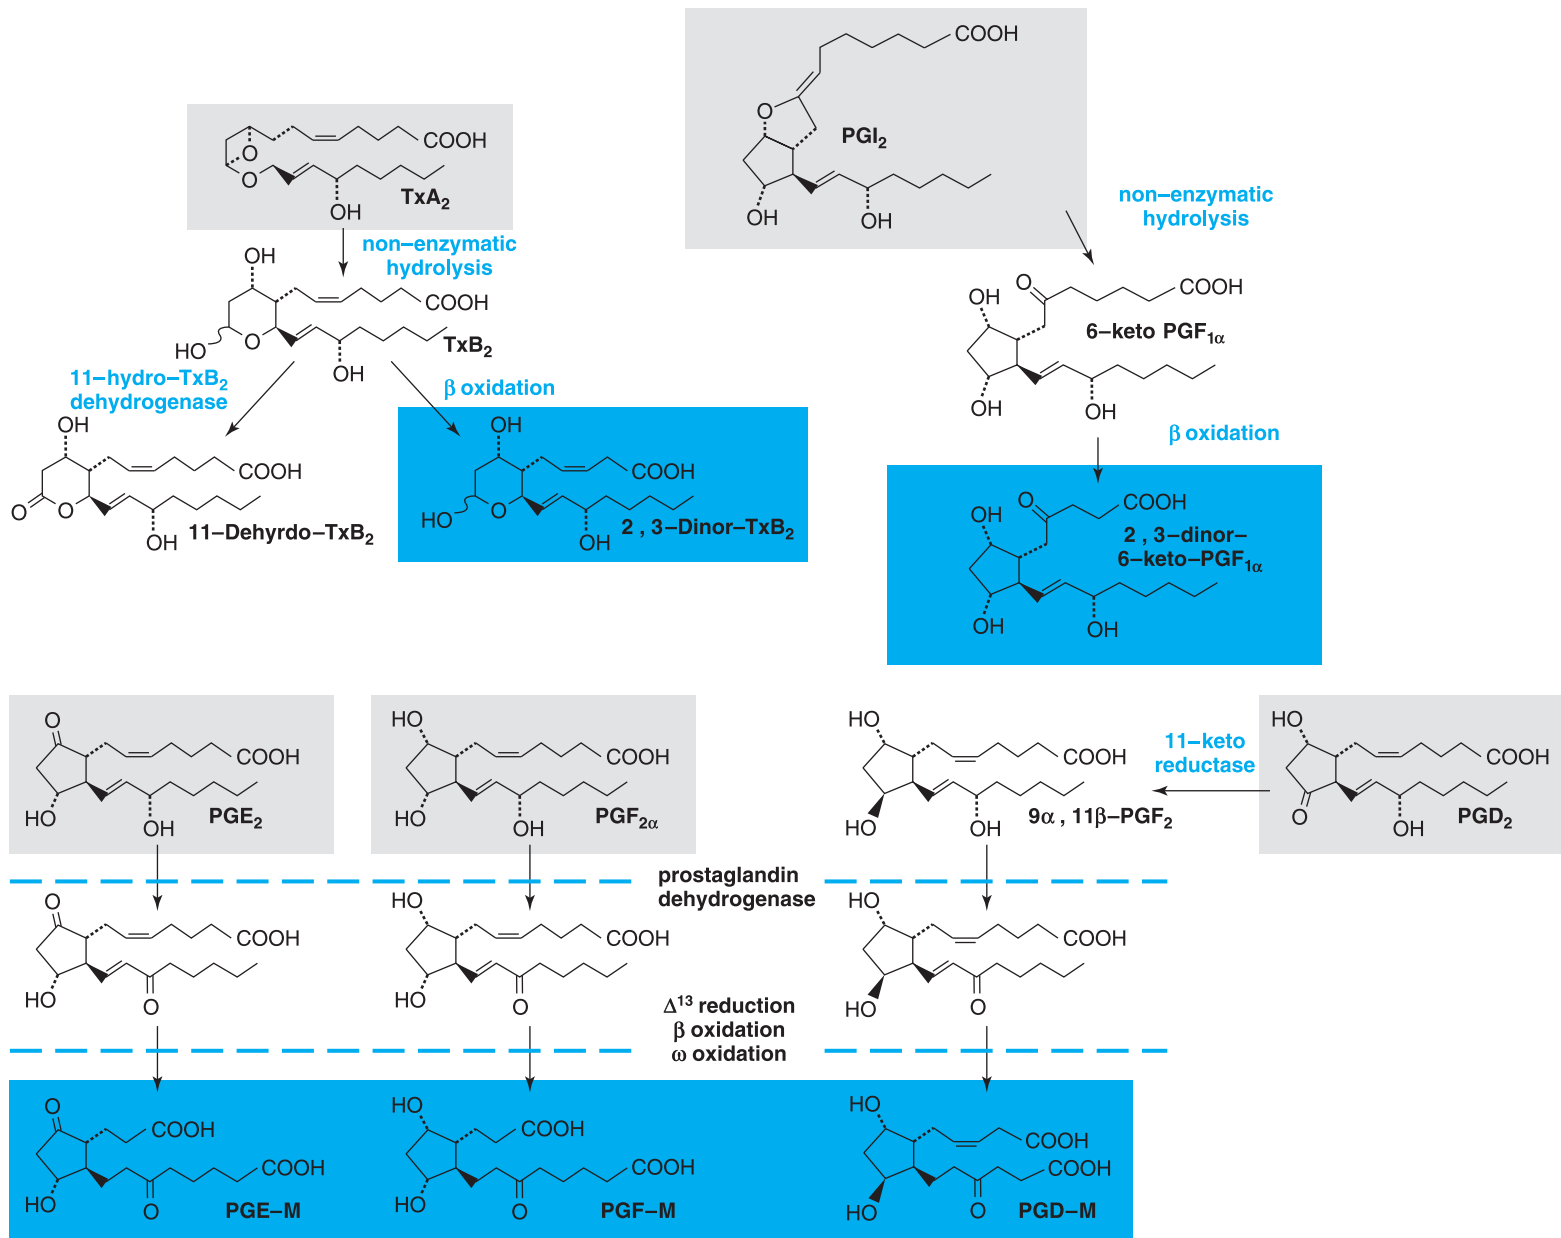 COOH
O
PGI2
OH
OH
O
O
COOH
TxA2
OH
non–enzymatic
hydrolysis
non–enzymatic
hydrolysis
OH
COOH
HO
O
TxB2
OH
OH
O
COOH
6–keto PGF1α
OH
OH
11–hydro–TxB2
dehydrogenase
β oxidation
β oxidation
OH
COOH
O
O
OH
11–Dehyrdo–TxB2
OH
COOH
HO
O
OH
2 , 3–Dinor–TxB2
OH
O
COOH
2 , 3–dinor–
6–keto–PGF1α
OH
OH
O
COOH
HO
OH
PGE2
HO
COOH
HO
OH
PGF2α
HO
COOH
HO
OH
9α , 11β–PGF2
11–keto
reductase
HO
COOH
O
OH
PGD2
prostaglandin
dehydrogenase
O
COOH
HO
O
HO
COOH
HO
O
HO
COOH
HO
O
Δ13 reduction
β oxidation
ω oxidation
O
COOH
COOH
HO
O
PGE–M
HO
COOH
COOH
HO
O
PGF–M
HO
COOH
COOH
HO
O
PGD–M